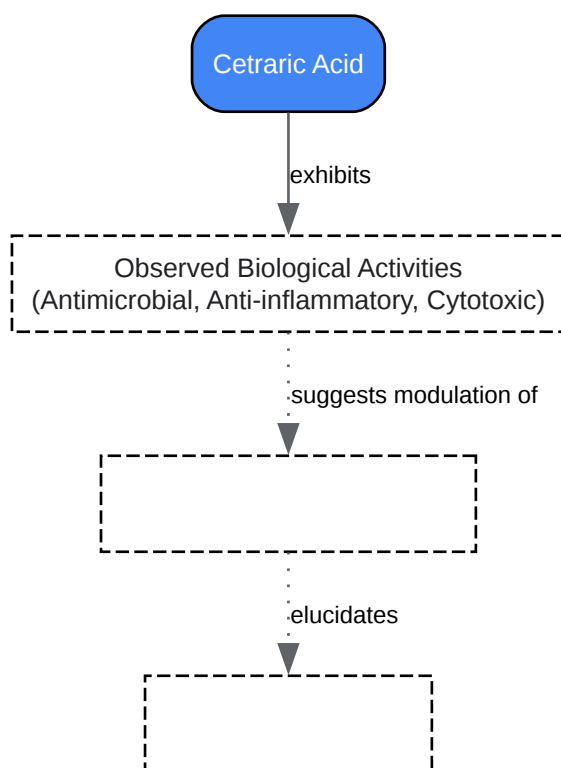 Cetraric Acid
exhibits
Observed Biological Activities
(Antimicrobial, Anti-inflammatory, Cytotoxic)
suggests modulation of
elucidates